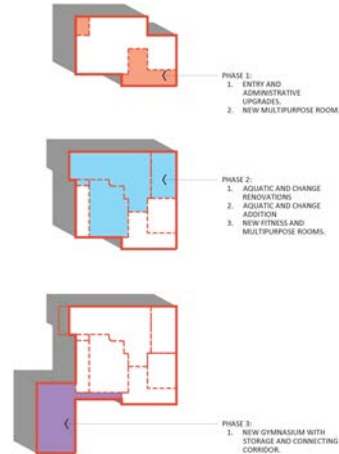 PHASE 1:
1. ENTRY AND
ADMINISTRATIVE
UPGRADES.
2. NEW MULTIPURPOSE ROOM.
PHASE 2:
1. AQUATIC AND CHANGE
RENOVATIONS
2. AQUATIC AND CHANGE
ADDITION
3. NEW FITNESS AND
MULTIPURPOSE ROOMS.
PHASE 3:
1. NEW GYMNASIUM WITH
STORAGE AND CONNECTING
CORRIDOR.